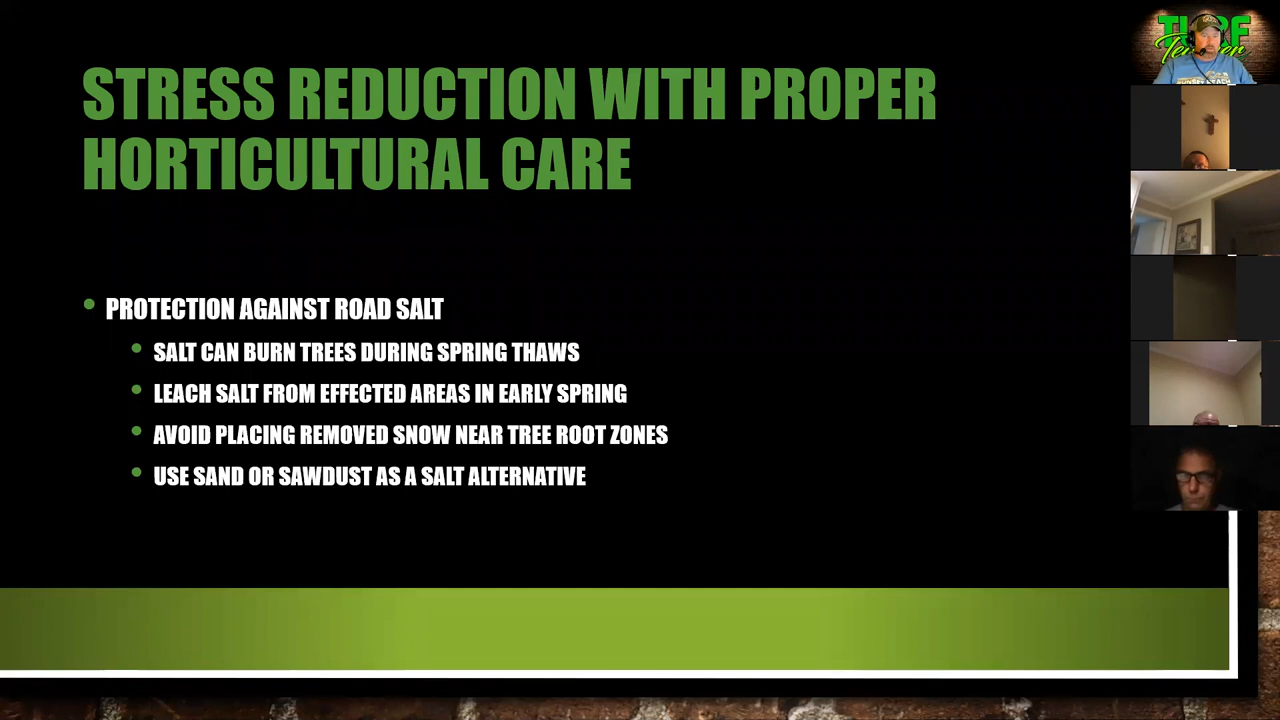 STRESS REDUCTION WITH PROPER
HORTICULTURAL CARE
PROTECTION AGAINST ROAD SALT
SALT CAN BURN TREES DURING SPRING THAWS
LEACH SALT FROM EFFECTED AREAS IN EARLY SPRING
AVOID PLACING REMOVED SNOW NEAR TREE ROOT ZONES
USE SAND OR SAWDUST AS A SALT ALTERNATIVE
TURF